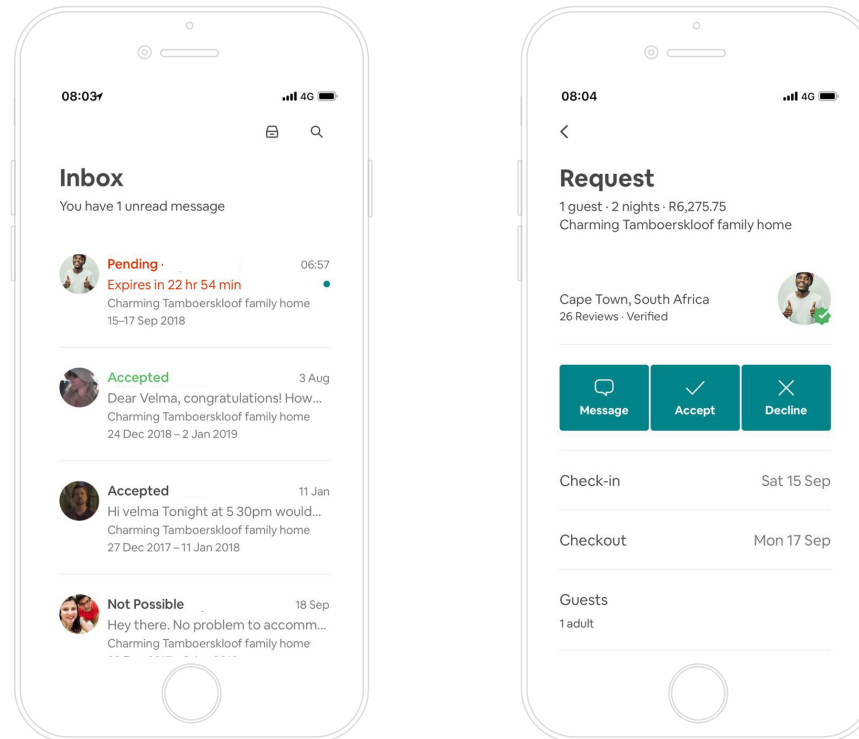 08:03
4G
Inbox
You have 1 unread message
Pending ·
06:57
Expires in 22 hr 54 min
Charming Tamboerskloof family home
15–17 Sep 2018
Accepted
3 Aug
Dear Velma, congratulations! How...
Charming Tamboerskloof family home
24 Dec 2018 – 2 Jan 2019
Accepted
11 Jan
Hi velma Tonight at 5 30pm would...
Charming Tamboerskloof family home
27 Dec 2017 – 11 Jan 2018
Not Possible
18 Sep
Hey there. No problem to accomm...
Charming Tamboerskloof family home
08:04
4G
Request
1 guest · 2 nights · R6,275.75
Charming Tamboerskloof family home
Cape Town, South Africa
26 Reviews · Verified
Message
Accept
Decline
Check-in
Sat 15 Sep
Checkout
Mon 17 Sep
Guests
1 adult